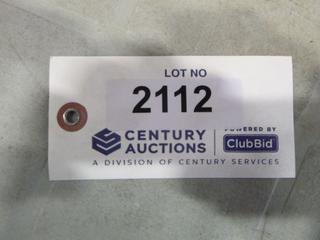 LOT NO
2112
CENTURY
AUCTIONS
POWERED BY
ClubBid
A DIVISION OF CENTURY SERVICES